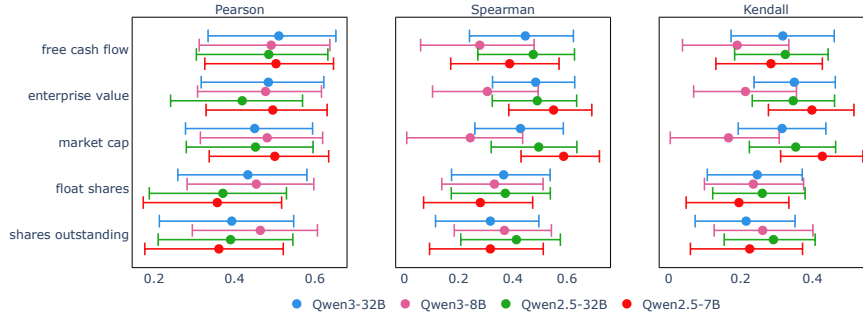 Pearson Spearman Kendall
free cash flow
enterprise value
market cap
float shares
shares outstanding
0.2 0.4 0.6 0 0.2 0.4 0.6 0 0.2 0.4
Qwen3-32B Qwen3-8B Qwen2.5-32B Qwen2.5-7B